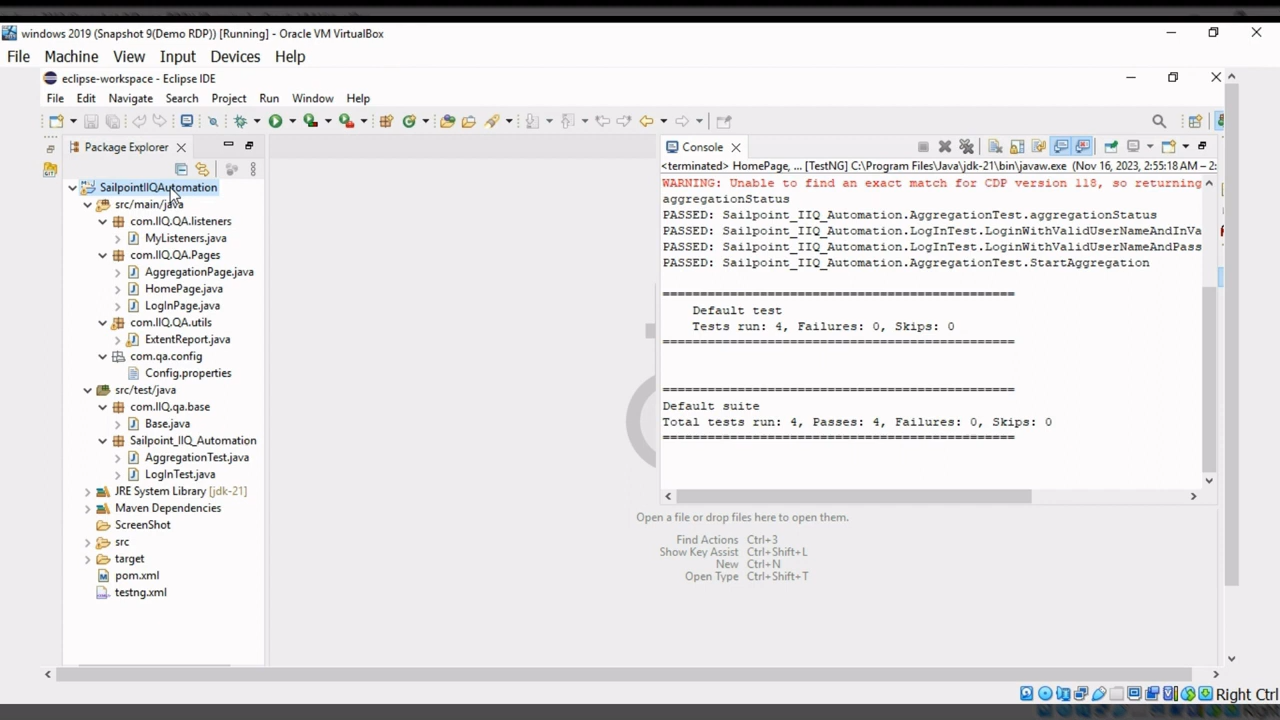 windows 2019 (Snapshot 9(Demo RDP)) [Running] - Oracle VM VirtualBox
File Machine View Input Devices Help
eclipse-workspace - Eclipse IDE
File Edit Navigate Search Project Run Window Help
Package Explorer
SailpointIIQAutomation
src/main/java
com.IIQ.QA.listeners
MyListeners.java
com.IIQ.QA.Pages
AggregationPage.java
HomePage.java
LogInPage.java
com.IIQ.QA.utils
ExtentReport.java
com.qa.config
Config.properties
src/test/java
com.IIQ.qa.base
Base.java
Sailpoint_IIQ_Automation
AggregationTest.java
LogInTest.java
JRE System Library [jdk-21]
Maven Dependencies
ScreenShot
src
target
pom.xml
testng.xml
Console
<terminated> HomePage, ... [TestNG] C:\Program Files\Java\jdk-21\bin\javaw.exe (Nov 16, 2023, 2:55:18 AM – 2:
WARNING: Unable to find an exact match for CDP version 118, so returning
aggregationStatus
PASSED: Sailpoint_IIQ_Automation.AggregationTest.aggregationStatus
PASSED: Sailpoint_IIQ_Automation.LogInTest.LoginWithValidUserNameAndInVa
PASSED: Sailpoint_IIQ_Automation.LogInTest.LoginWithValidUserNameAndPass
PASSED: Sailpoint_IIQ_Automation.AggregationTest.StartAggregation
===============================================
Default test
Tests run: 4, Failures: 0, Skips: 0
===============================================
===============================================
Default suite
Total tests run: 4, Passes: 4, Failures: 0, Skips: 0
===============================================
Open a file or drop files here to open them.
Find Actions Ctrl+3
Show Key Assist Ctrl+Shift+L
New Ctrl+N
Open Type Ctrl+Shift+T
Right Ctrl